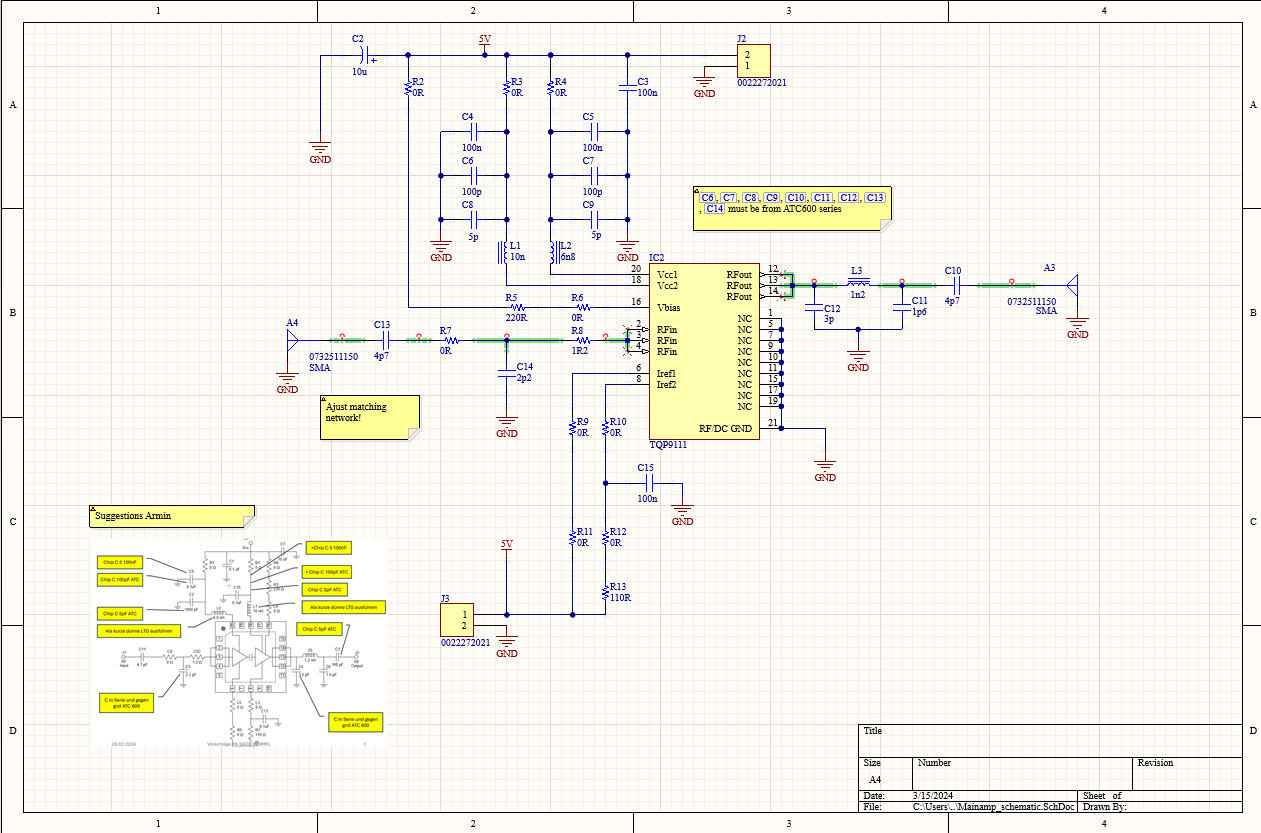 1 2 3 4
A
B
C
D
A
B
C
D
C2
10u
5V
J2
2
1
0022272021
GND
R2
0R
R3
0R
R4
0R
C3
100n
GND
C4
100n
C5
100n
C6
100p
C7
100p
C8
5p
C9
5p
GND
GND
L1
10n
L2
6n8
C6, C7, C8, C9, C10, C11, C12, C13
, C14 must be from ATC600 series
IC2
20 Vcc1
18 Vcc2
16 Vbias
2 RFin
3 RFin
4 RFin
6 Iref1
8 Iref2
RFout 12
RFout 13
RFout 14
NC 1
NC 5
NC 7
NC 9
NC 10
NC 11
NC 15
NC 17
NC 19
RF/DC GND 21
TQP9111
GND
R5
220R
R6
0R
A4
0732511150
SMA
GND
C13
4p7
R7
0R
C14
2p2
GND
R8
1R2
L3
1n2
C12
3p
C11
1p6
GND
C10
4p7
A3
0732511150
SMA
GND
Ajust matching
network!
R9
0R
R10
0R
C15
100n
GND
R11
0R
R12
0R
R13
110R
5V
J3
1
2
0022272021
GND
Suggestions Armin
Chip C 5 100nF
Chip C 100pF ATC
Chip C 5pF ATC
Als kurze dünne LTG ausführen
+Chip C 5 100nF
+ Chip C 100pF ATC
Chip C 5pF ATC
Als kurze dünne LTG ausführen
Chip C 5pF ATC
C in Serie und gegen
gnd ATC 600
C in Serie und gegen
gnd ATC 600
Vcc
RF
Input
RF
Output
Title
Size
A4
Number
Revision
Date: 3/15/2024
Sheet of
File: C:\Users\..\Mainamp_schematic.SchDoc
Drawn By:
1 2 3 4